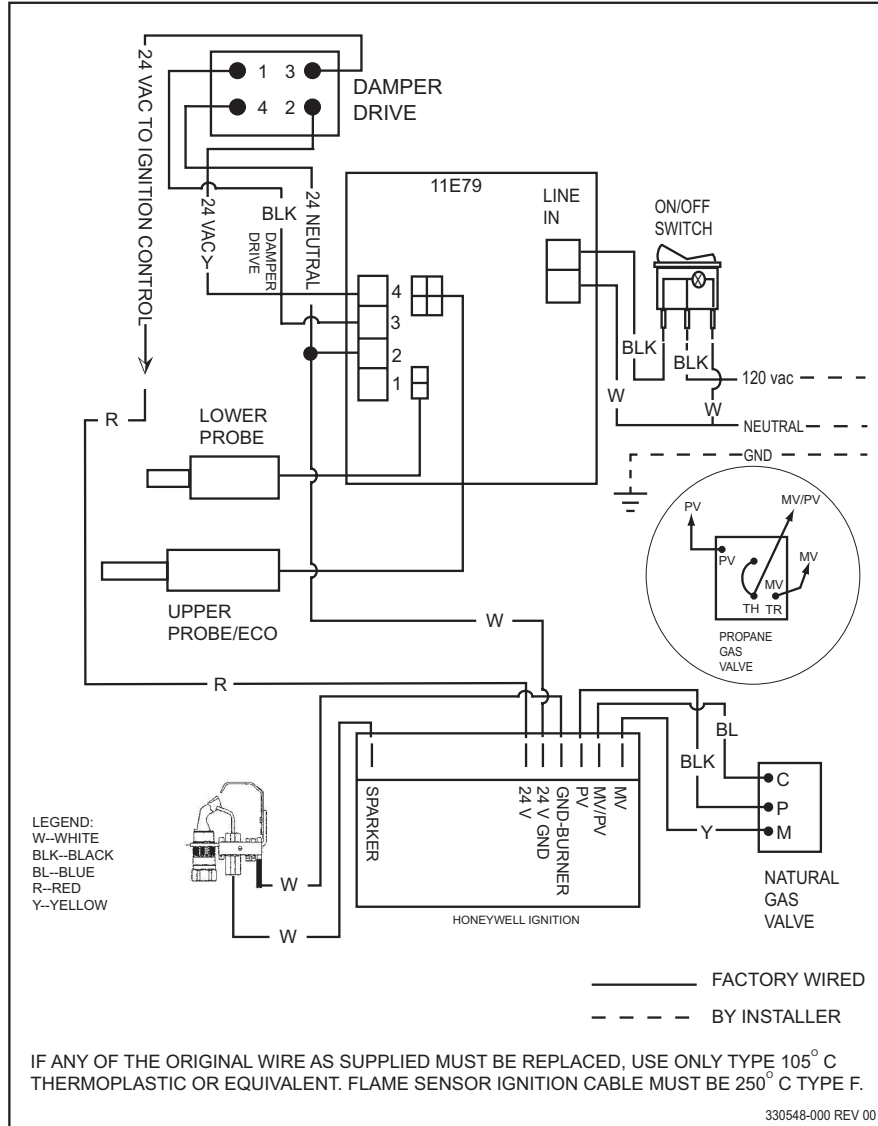 24 VAC TO IGNITION CONTROL
1 3
4 2
DAMPER
DRIVE
24 VAC
Y
BLK
DAMPER
DRIVE
24 NEUTRAL
11E79
LINE
IN
4
3
2
1
ON/OFF
SWITCH
BLK
BLK
W
W
120 vac
NEUTRAL
GND
R
LOWER
PROBE
UPPER
PROBE/ECO
W
R
PV
MV/PV
PV
MV
MV
TH TR
PROPANE
GAS
VALVE
BL
BLK
Y
C
P
M
NATURAL
GAS
VALVE
SPARKER
24 V
24 V GND
GND-BURNER
PV
MV/PV
MV
HONEYWELL IGNITION
W
W
LEGEND:
W--WHITE
BLK--BLACK
BL--BLUE
R--RED
Y--YELLOW
FACTORY WIRED
BY INSTALLER
IF ANY OF THE ORIGINAL WIRE AS SUPPLIED MUST BE REPLACED, USE ONLY TYPE 105° C
THERMOPLASTIC OR EQUIVALENT. FLAME SENSOR IGNITION CABLE MUST BE 250° C TYPE F.
330548-000 REV 00